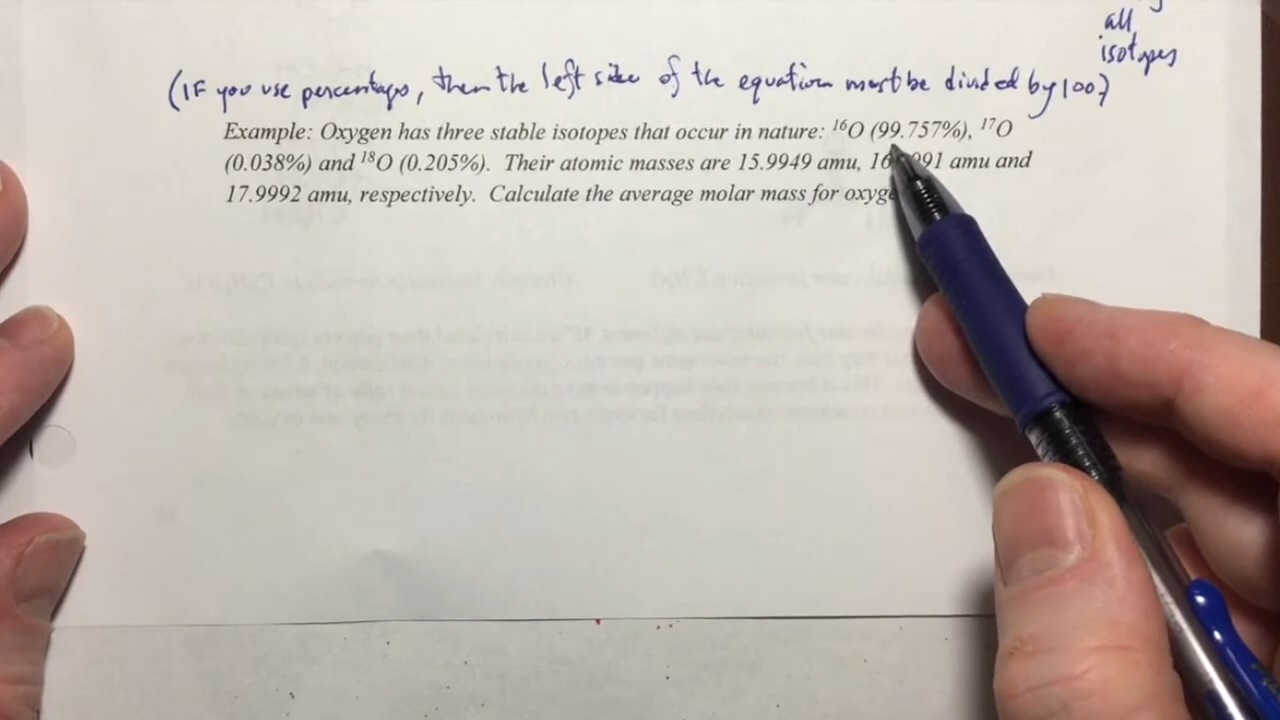 all
isotopes
(IF you use percentages, then the left side of the equation must be divided by 100)
Example: Oxygen has three stable isotopes that occur in nature: ¹⁶O (99.757%), ¹⁷O
(0.038%) and ¹⁸O (0.205%). Their atomic masses are 15.9949 amu, amu and
17.9992 amu, respectively. Calculate the average molar mass for